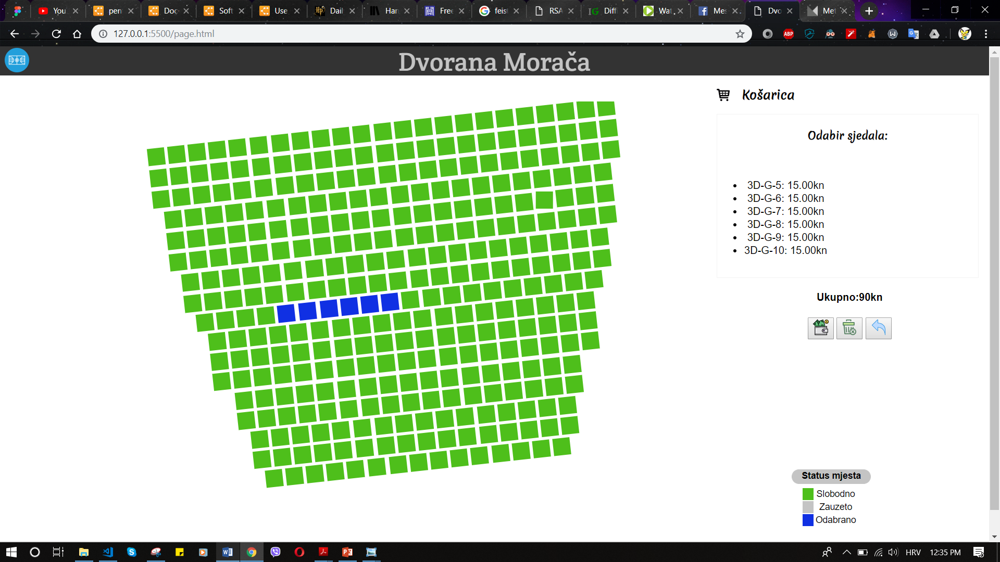 You
pen
Doc
Soft
Use
Dail
Har
Free
feis
RSA
Diffi
Wat
Mes
Dvo
Met
127.0.0.1:5500/page.html
ABP
Dvorana Morača
Košarica
Odabir sjedala:
3D-G-5: 15.00kn
3D-G-6: 15.00kn
3D-G-7: 15.00kn
3D-G-8: 15.00kn
3D-G-9: 15.00kn
3D-G-10: 15.00kn
Ukupno:90kn
Status mjesta
Slobodno
Zauzeto
Odabrano
HRV
12:35 PM